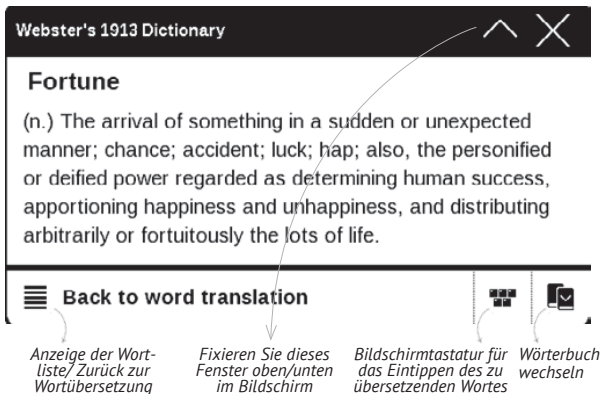 Webster's 1913 Dictionary
Fortune
(n.) The arrival of something in a sudden or unexpected
manner; chance; accident; luck; hap; also, the personified
or deified power regarded as determining human success,
apportioning happiness and unhappiness, and distributing
arbitrarily or fortuitously the lots of life.
Back to word translation
Anzeige der Wort-
liste/ Zurück zur
Wortübersetzung
Fixieren Sie dieses
Fenster oben/unten
im Bildschirm
Bildschirmtastatur für
das Eintippen des zu
übersetzenden Wortes
Wörterbuch
wechseln